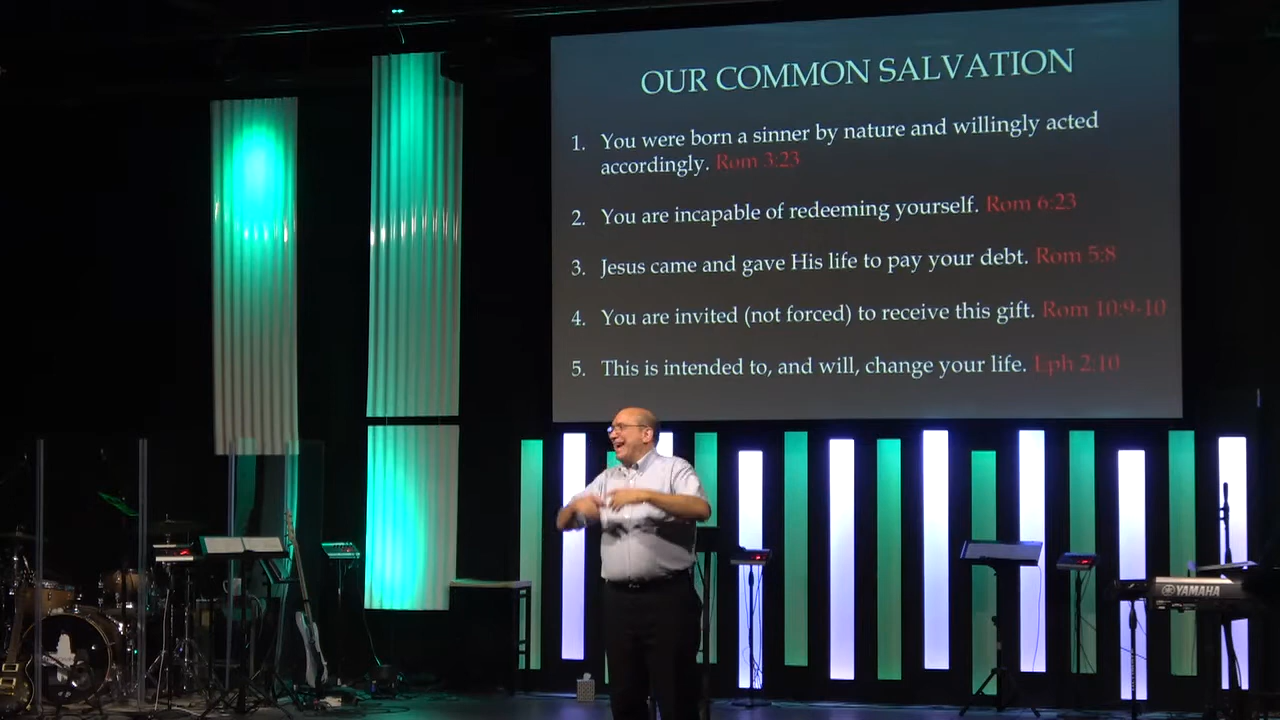 OUR COMMON SALVATION
1. You were born a sinner by nature and willingly acted
accordingly. Rom 3:23
2. You are incapable of redeeming yourself. Rom 6:23
3. Jesus came and gave His life to pay your debt. Rom 5:8
4. You are invited (not forced) to receive this gift. Rom 10:9-10
5. This is intended to, and will, change your life. Eph 2:10
YAMAHA